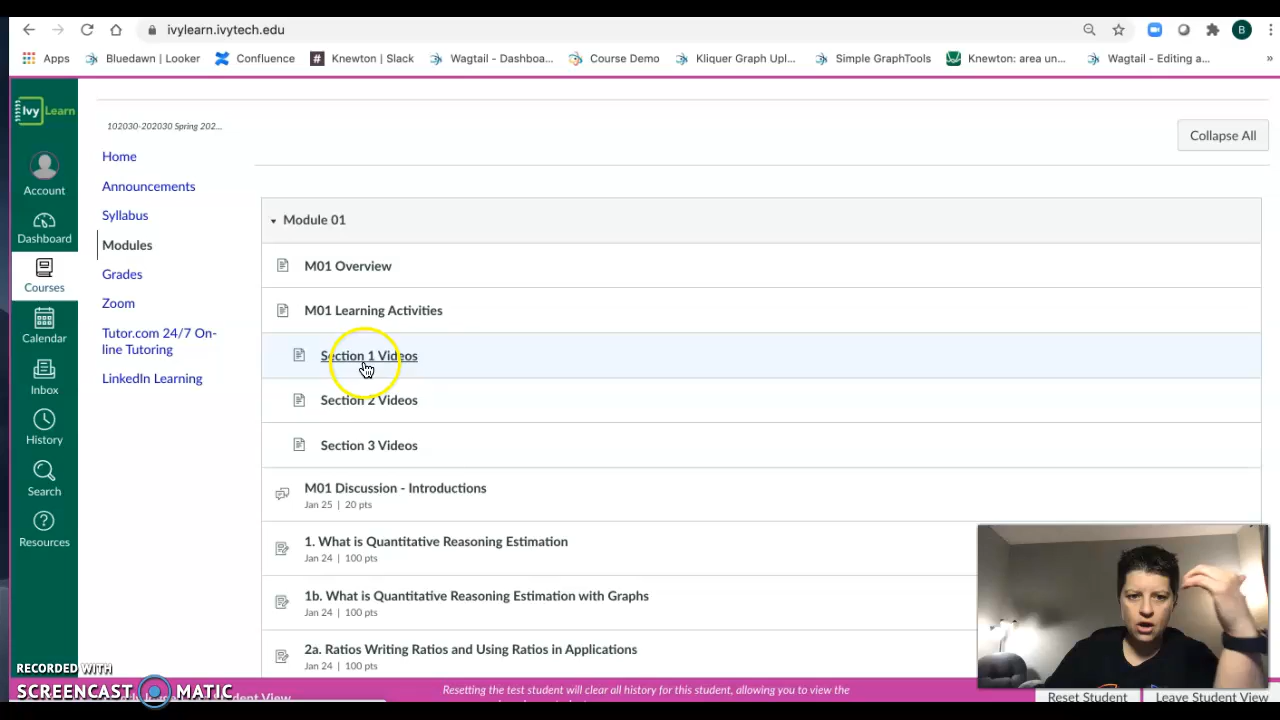 ivylearn.ivytech.edu
B
Apps
Bluedawn | Looker
Confluence
Knewton | Slack
Wagtail - Dashboa...
Course Demo
Kliquer Graph Upl...
Simple GraphTools
Knewton: area un...
Wagtail - Editing a...
»
Ivy Learn
Account
Dashboard
Courses
Calendar
Inbox
History
Search
Resources
102030-202030 Spring 202...
Home
Announcements
Syllabus
Modules
Grades
Zoom
Tutor.com 24/7 On-
line Tutoring
LinkedIn Learning
Collapse All
Module 01
M01 Overview
M01 Learning Activities
Section 1 Videos
Section 2 Videos
Section 3 Videos
M01 Discussion - Introductions
Jan 25 | 20 pts
1. What is Quantitative Reasoning Estimation
Jan 24 | 100 pts
1b. What is Quantitative Reasoning Estimation with Graphs
Jan 24 | 100 pts
2a. Ratios Writing Ratios and Using Ratios in Applications
Jan 24 | 100 pts
RECORDED WITH
SCREENCAST MATIC
Student View
Resetting the test student will clear all history for this student, allowing you to view the
Reset Student
Leave Student View